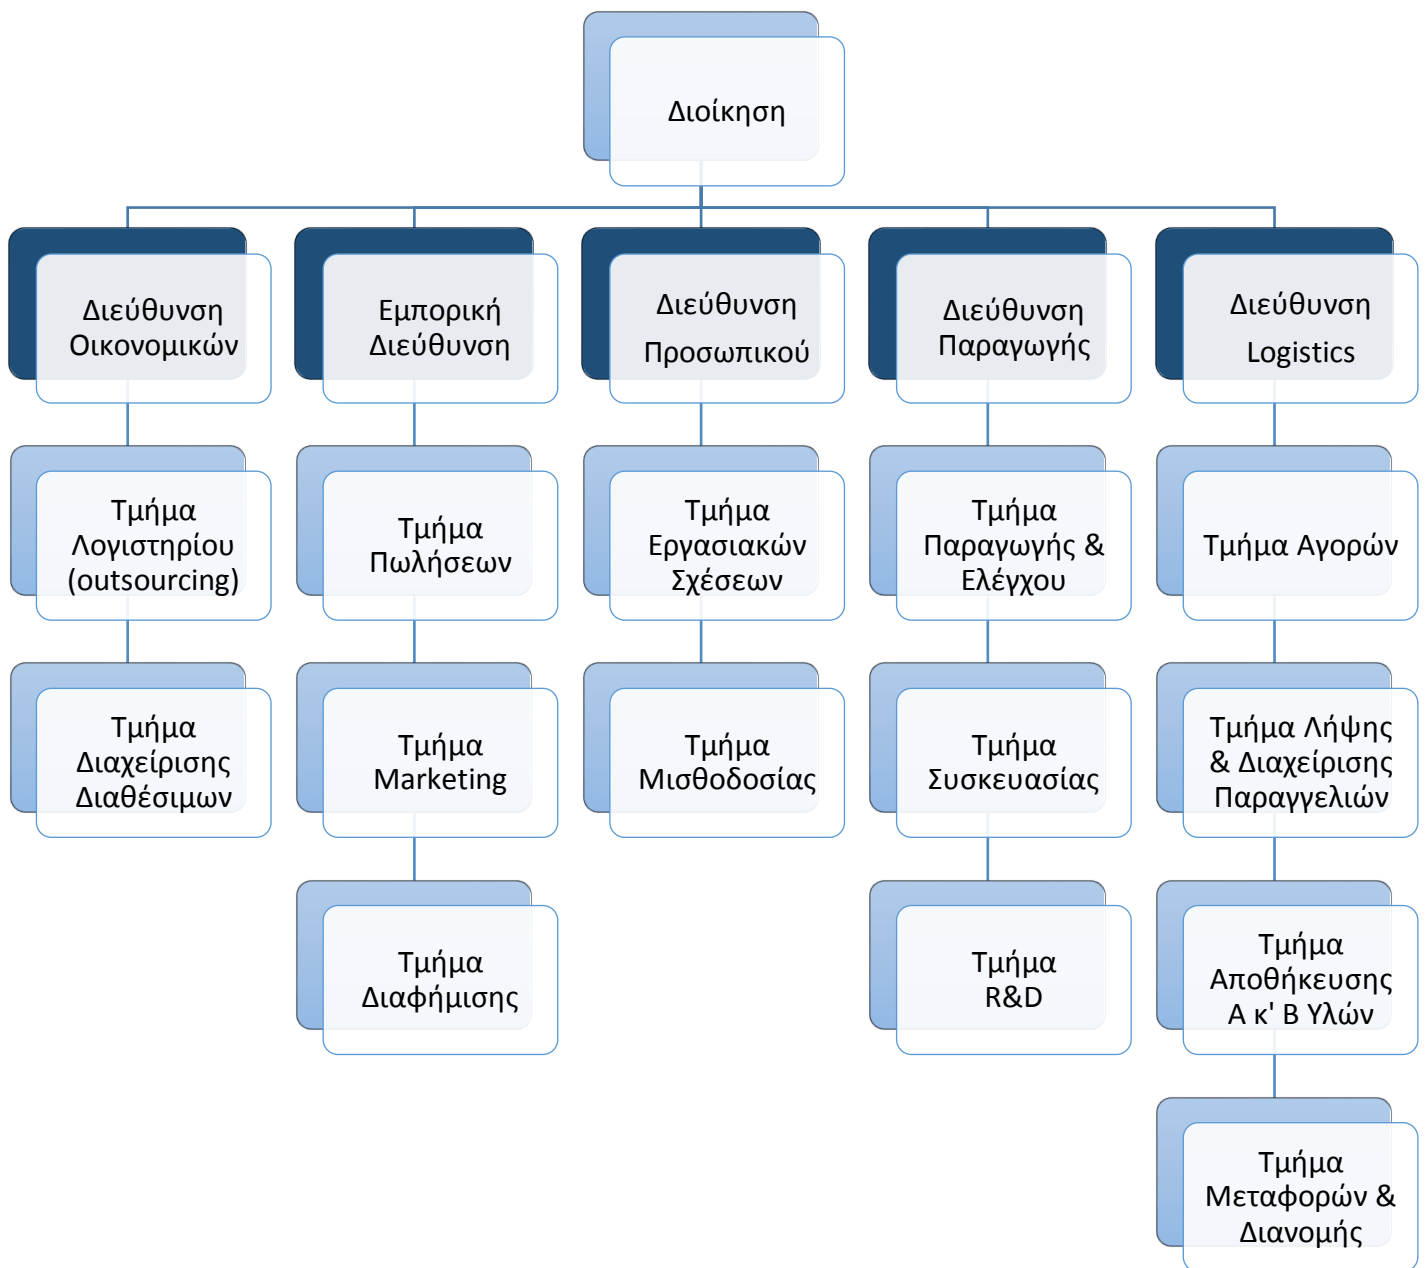 Διοίκηση
Διεύθυνση
Οικονομικών
Εμπορική
Διεύθυνση
Διεύθυνση
Προσωπικού
Διεύθυνση
Παραγωγής
Διεύθυνση
Logistics
Τμήμα
Λογιστηρίου
(outsourcing)
Τμήμα
Πωλήσεων
Τμήμα
Εργασιακών
Σχέσεων
Τμήμα
Παραγωγής &
Ελέγχου
Τμήμα Αγορών
Τμήμα
Διαχείρισης
Διαθέσιμων
Τμήμα
Marketing
Τμήμα
Μισθοδοσίας
Τμήμα
Συσκευασίας
Τμήμα Λήψης
& Διαχείρισης
Παραγγελιών
Τμήμα
Διαφήμισης
Τμήμα
R&D
Τμήμα
Αποθήκευσης
Α κ' Β Υλών
Τμήμα
Μεταφορών &
Διανομής